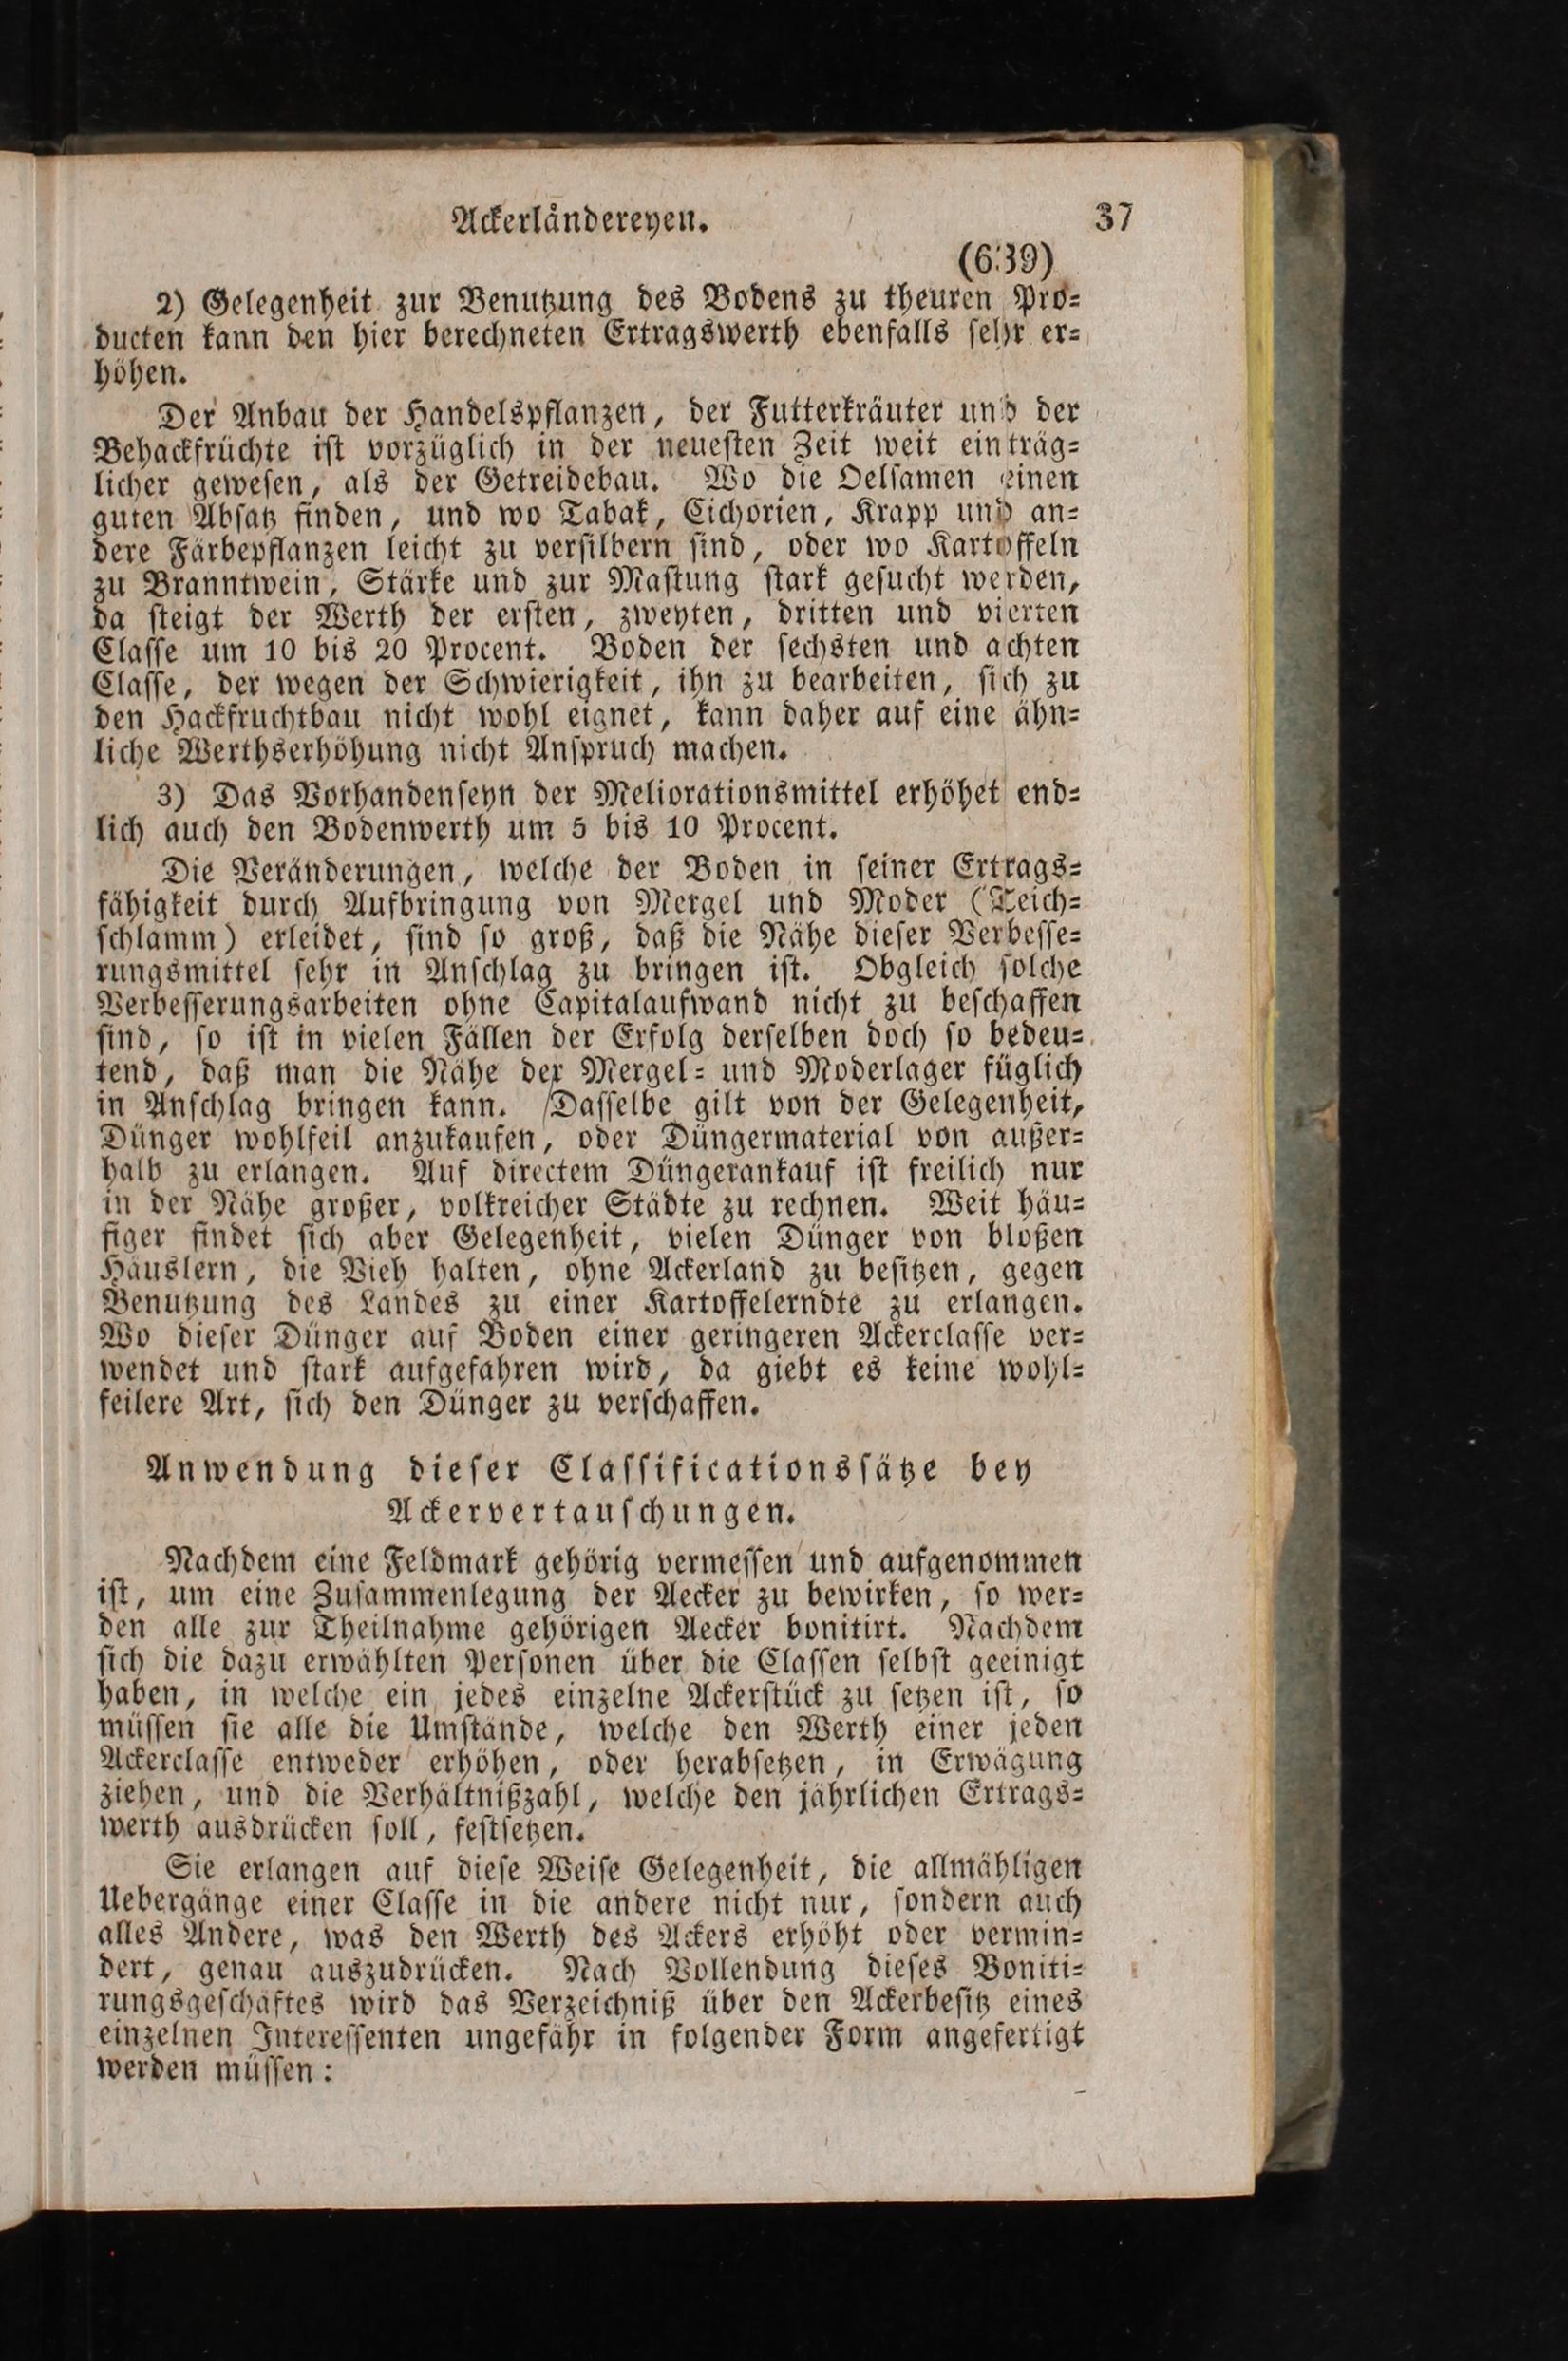 Ackerländereyen. 37
(639)
2) Gelegenheit zur Benutzung des Bodens zu theuren Pro-
ducten kann den hier berechneten Ertragswerth ebenfalls sehr er-
höhen.
Der Anbau der Handelspflanzen, der Futterkräuter und der
Behackfrüchte ist vorzüglich in der neuesten Zeit weit einträg-
licher gewesen, als der Getreidebau. Wo die Oelsamen einen
guten Absatz finden, und wo Tabak, Cichorien, Krapp und an-
dere Färbepflanzen leicht zu versilbern sind, oder wo Kartoffeln
zu Branntwein, Stärke und zur Mastung stark gesucht werden,
da steigt der Werth der ersten, zweyten, dritten und vierten
Classe um 10 bis 20 Procent. Boden der sechsten und achten
Classe, der wegen der Schwierigkeit, ihn zu bearbeiten, sich zu
den Hackfruchtbau nicht wohl eignet, kann daher auf eine ähn-
liche Werthserhöhung nicht Anspruch machen.
3) Das Vorhandenseyn der Meliorationsmittel erhöhet end-
lich auch den Bodenwerth um 5 bis 10 Procent.
Die Veränderungen, welche der Boden in seiner Ertrags-
fähigkeit durch Aufbringung von Mergel und Moder (Teich-
schlamm) erleidet, sind so groß, daß die Nähe dieser Verbesse-
rungsmittel sehr in Anschlag zu bringen ist. Obgleich solche
Verbesserungsarbeiten ohne Capitalaufwand nicht zu beschaffen
sind, so ist in vielen Fällen der Erfolg derselben doch so bedeu-
tend, daß man die Nähe der Mergel- und Moderlager füglich
in Anschlag bringen kann. Dasselbe gilt von der Gelegenheit,
Dünger wohlfeil anzukaufen, oder Düngermaterial von außer-
halb zu erlangen. Auf directem Düngerankauf ist freilich nur
in der Nähe großer, volkreicher Städte zu rechnen. Weit häu-
figer findet sich aber Gelegenheit, vielen Dünger von bloßen
Häuslern, die Vieh halten, ohne Ackerland zu besitzen, gegen
Benutzung des Landes zu einer Kartoffelerndte zu erlangen.
Wo dieser Dünger auf Boden einer geringeren Ackerclasse ver-
wendet und stark aufgefahren wird, da giebt es keine wohl-
feilere Art, sich den Dünger zu verschaffen.
Anwendung dieser Classificationssätze bey
Ackervertauschungen.
Nachdem eine Feldmark gehörig vermessen und aufgenommen
ist, um eine Zusammenlegung der Aecker zu bewirken, so wer-
den alle zur Theilnahme gehörigen Aecker bonitirt. Nachdem
sich die dazu erwählten Personen über die Classen selbst geeinigt
haben, in welche ein jedes einzelne Ackerstück zu setzen ist, so
müssen sie alle die Umstände, welche den Werth einer jeden
Ackerclasse entweder erhöhen, oder herabsetzen, in Erwägung
ziehen, und die Verhältnißzahl, welche den jährlichen Ertrags-
werth ausdrücken soll, festsetzen.
Sie erlangen auf diese Weise Gelegenheit, die allmähligen
Uebergänge einer Classe in die andere nicht nur, sondern auch
alles Andere, was den Werth des Ackers erhöht oder vermin-
dert, genau auszudrücken. Nach Vollendung dieses Boniti-
rungsgeschäftes wird das Verzeichniß über den Ackerbesitz eines
einzelnen Interessenten ungefähr in folgender Form angefertigt
werden müssen: